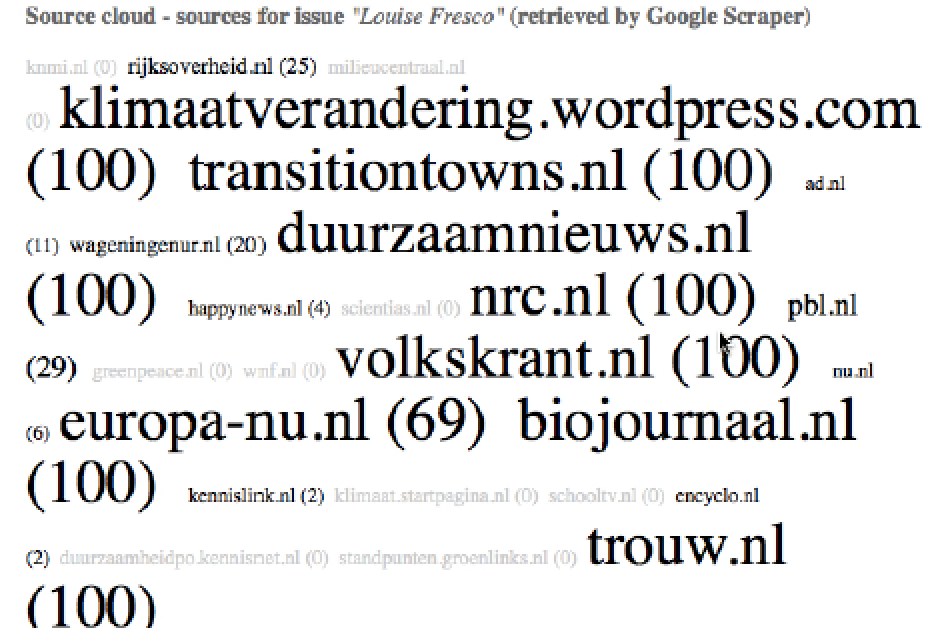 Source cloud - sources for issue "Louise Fresco" (retrieved by Google Scraper)
knmi.nl (0) rijksoverheid.nl (25) milieucentraal.nl
(0) klimaatverandering.wordpress.com
(100) transitiontowns.nl (100) ad.nl
(11) wageningenur.nl (20) duurzaamnieuws.nl
(100) happynews.nl (4) scientias.nl (0) nrc.nl (100) pbl.nl
(29) greenpeace.nl (0) wnf.nl (0) volkskrant.nl (100) nu.nl
(6) europa-nu.nl (69) biojournaal.nl
(100) kennislink.nl (2) klimaat.startpagina.nl (0) schooltv.nl (0) encyclo.nl
(2) duurzaamheidpo.kennisnet.nl (0) standpunten.groenlinks.nl (0) trouw.nl
(100)